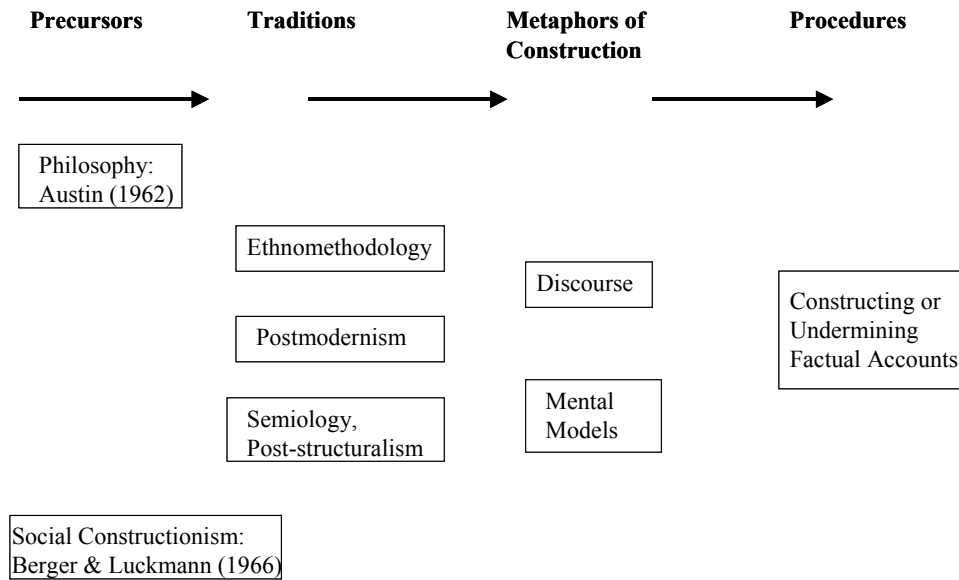 Precursors
Traditions
Metaphors of
Construction
Procedures
Philosophy:
Austin (1962)
Ethnomethodology
Postmodernism
Semiology,
Post-structuralism
Discourse
Mental
Models
Constructing or
Undermining
Factual Accounts
Social Constructionism:
Berger & Luckmann (1966)